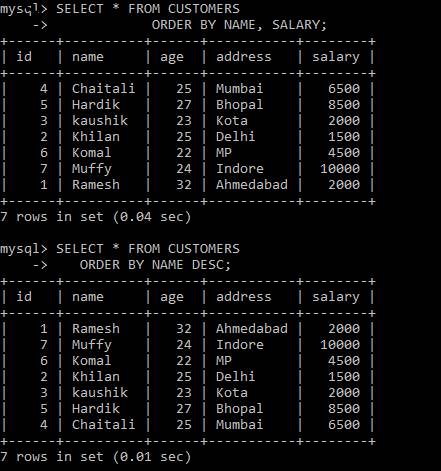 mysql> SELECT * FROM CUSTOMERS
    ->             ORDER BY NAME, SALARY;
+------+----------+-----+-----------+--------+
| id   | name     | age | address   | salary |
+------+----------+-----+-----------+--------+
|    4 | Chaitali |  25 | Mumbai    |   6500 |
|    5 | Hardik   |  27 | Bhopal    |   8500 |
|    3 | kaushik  |  23 | Kota      |   2000 |
|    2 | Khilan   |  25 | Delhi     |   1500 |
|    6 | Komal    |  22 | MP        |   4500 |
|    7 | Muffy    |  24 | Indore    |  10000 |
|    1 | Ramesh   |  32 | Ahmedabad |   2000 |
+------+----------+-----+-----------+--------+
7 rows in set (0.04 sec)

mysql> SELECT * FROM CUSTOMERS
    ->    ORDER BY NAME DESC;
+------+----------+-----+-----------+--------+
| id   | name     | age | address   | salary |
+------+----------+-----+-----------+--------+
|    1 | Ramesh   |  32 | Ahmedabad |   2000 |
|    7 | Muffy    |  24 | Indore    |  10000 |
|    6 | Komal    |  22 | MP        |   4500 |
|    2 | Khilan   |  25 | Delhi     |   1500 |
|    3 | kaushik  |  23 | Kota      |   2000 |
|    5 | Hardik   |  27 | Bhopal    |   8500 |
|    4 | Chaitali |  25 | Mumbai    |   6500 |
+------+----------+-----+-----------+--------+
7 rows in set (0.01 sec)